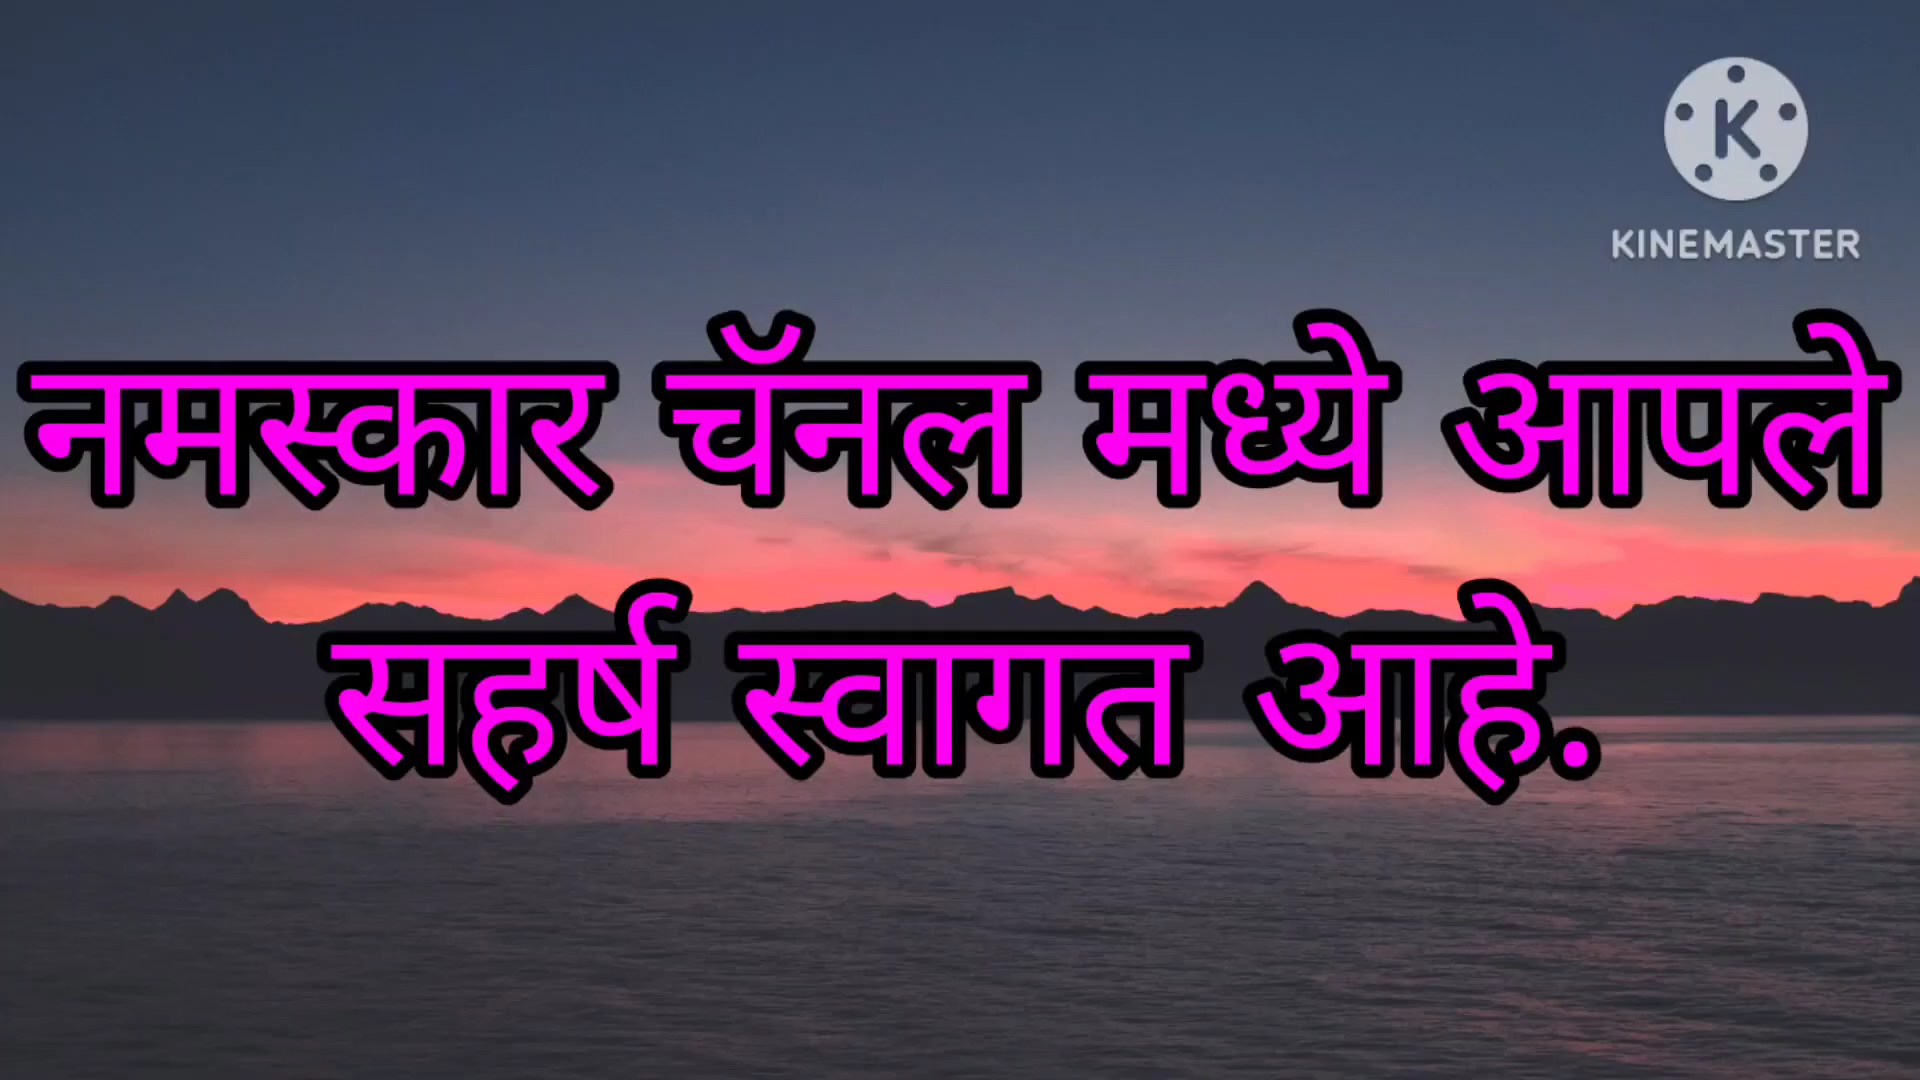 K
KINEMASTER
नमस्कार चॅनल मध्ये आपले
सहर्ष स्वागत आहे.